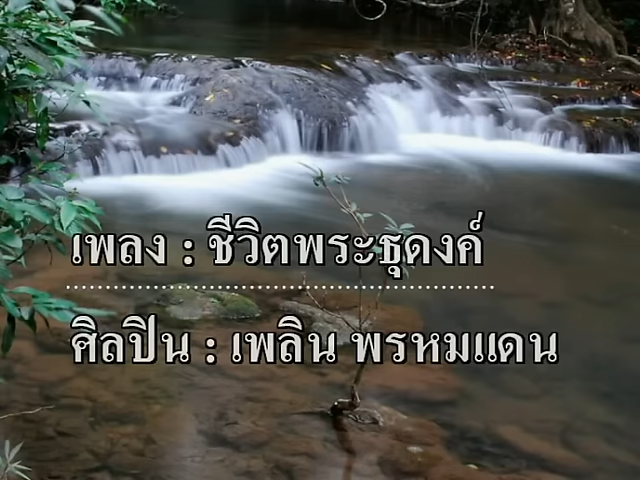 เพลง : ชีวิตพระธุดงค์
ศิลปิน : เพลิน พรหมแดน